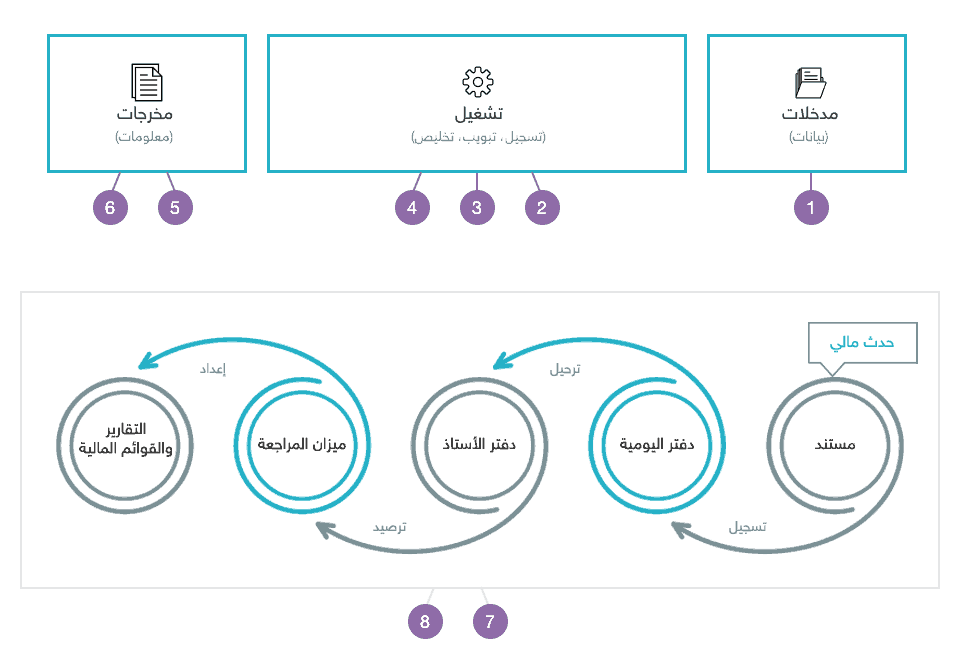 مدخلات
(بيانات)
تشغيل
(تسجيل، تبويب، تخليص)
مخرجات
(معلومات)
1
2
3
4
5
6
حدث مالي
ترحيل
إعداد
مستند
دفتر اليومية
دفتر الأستاذ
ميزان المراجعة
التقارير
والقوائم المالية
تسجيل
ترصيد
7
8